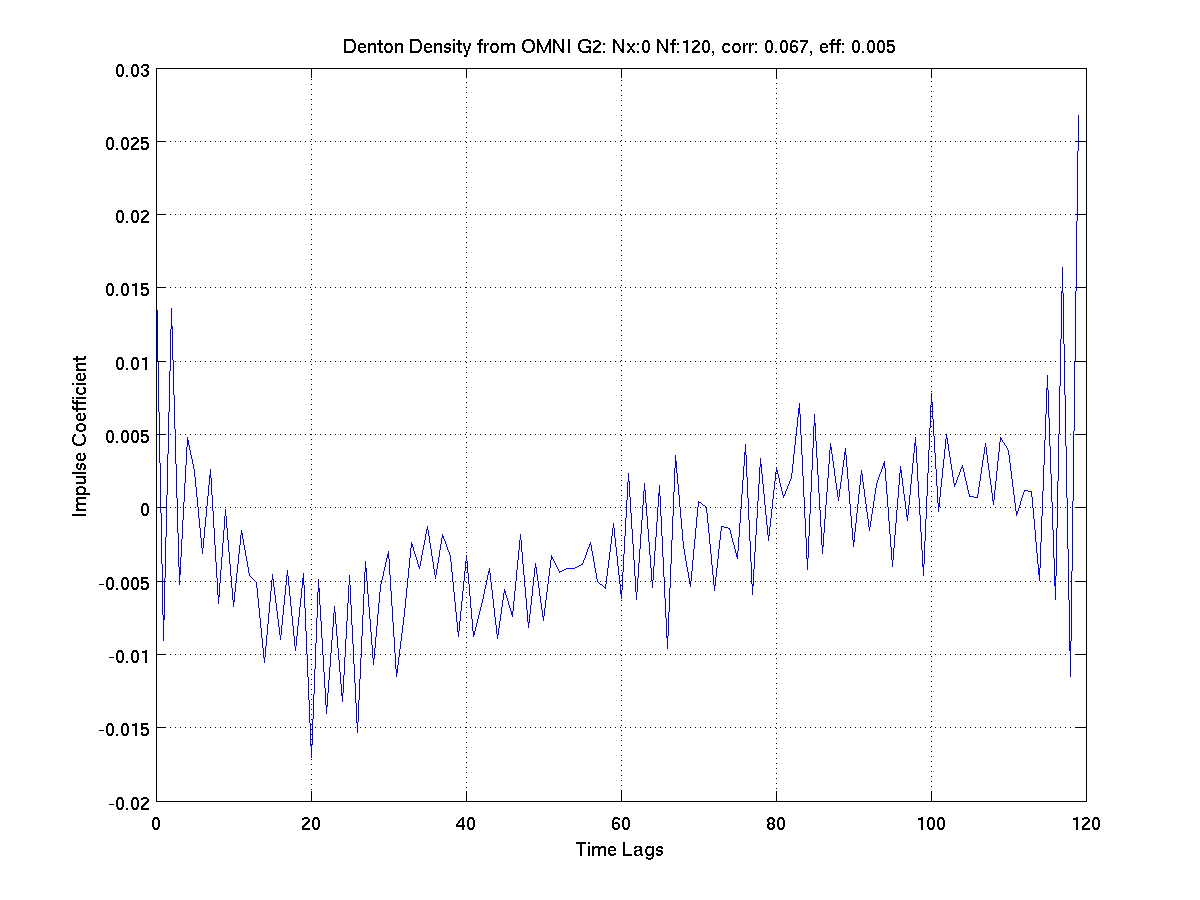 Denton Density from OMNI G2: Nx:0 Nf:120, corr: 0.067, eff: 0.005
0.03
0.025
0.02
0.015
0.01
0.005
0
-0.005
-0.01
-0.015
-0.02
Impulse Coefficient
0 20 40 60 80 100 120
Time Lags